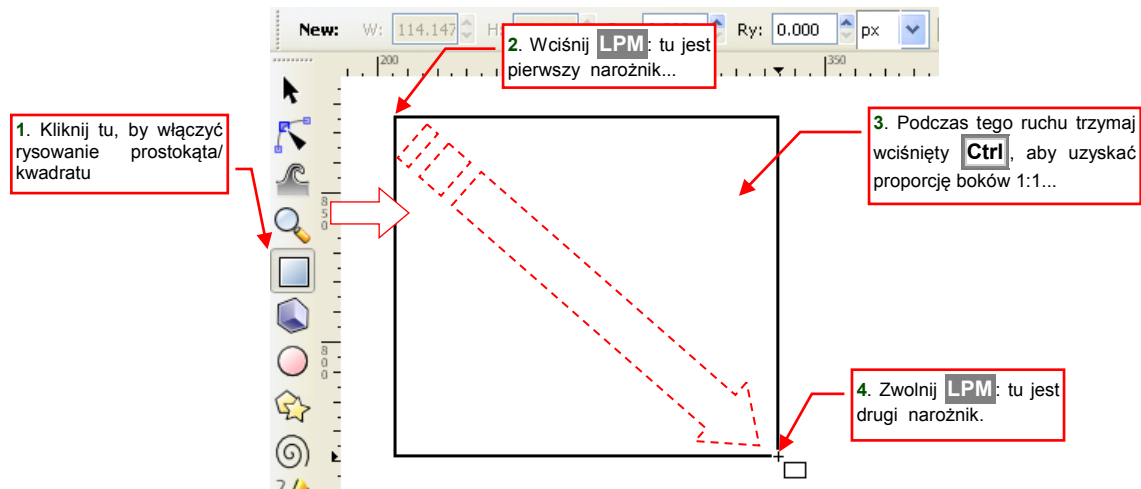 New: W: 114.147 H: Ry: 0.000 px
200 350
2. Wciśnij LPM: tu jest
pierwszy narożnik...
1. Kliknij tu, by włączyć
rysowanie prostokąta/
kwadratu
3. Podczas tego ruchu trzymaj
wciśnięty Ctrl, aby uzyskać
proporcję boków 1:1...
850
800
4. Zwolnij LPM: tu jest
drugi narożnik.